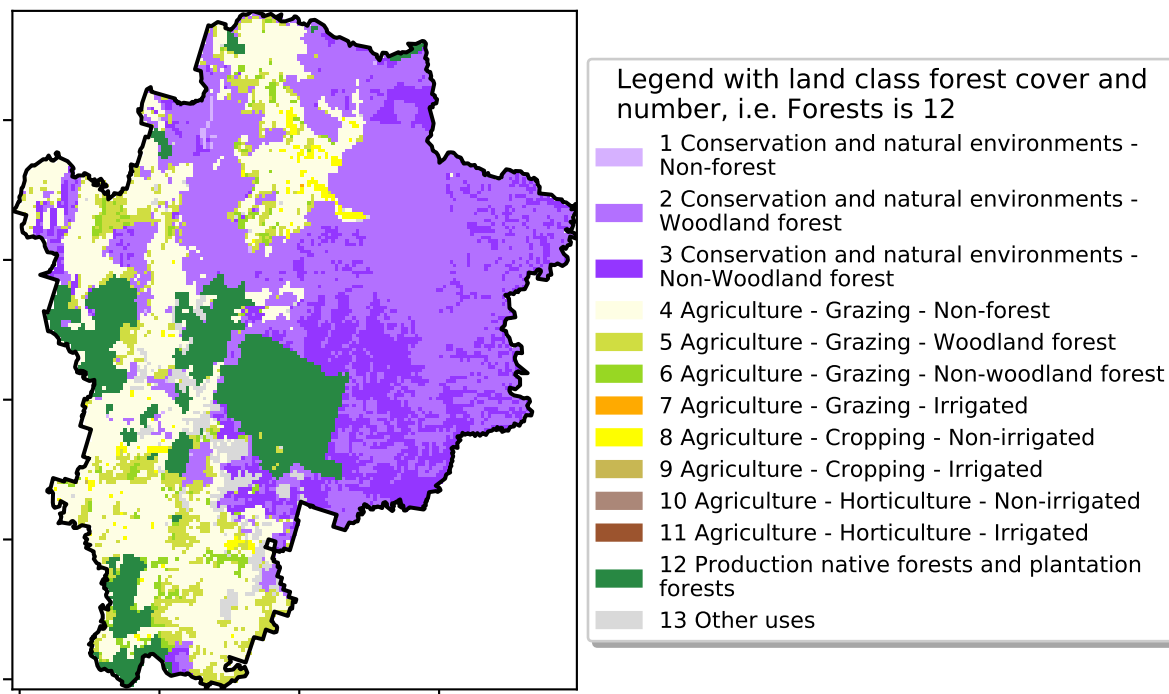 Legend with land class forest cover and
number, i.e. Forests is 12
1 Conservation and natural environments -
Non-forest
2 Conservation and natural environments -
Woodland forest
3 Conservation and natural environments -
Non-Woodland forest
4 Agriculture - Grazing - Non-forest
5 Agriculture - Grazing - Woodland forest
6 Agriculture - Grazing - Non-woodland forest
7 Agriculture - Grazing - Irrigated
8 Agriculture - Cropping - Non-irrigated
9 Agriculture - Cropping - Irrigated
10 Agriculture - Horticulture - Non-irrigated
11 Agriculture - Horticulture - Irrigated
12 Production native forests and plantation
forests
13 Other uses